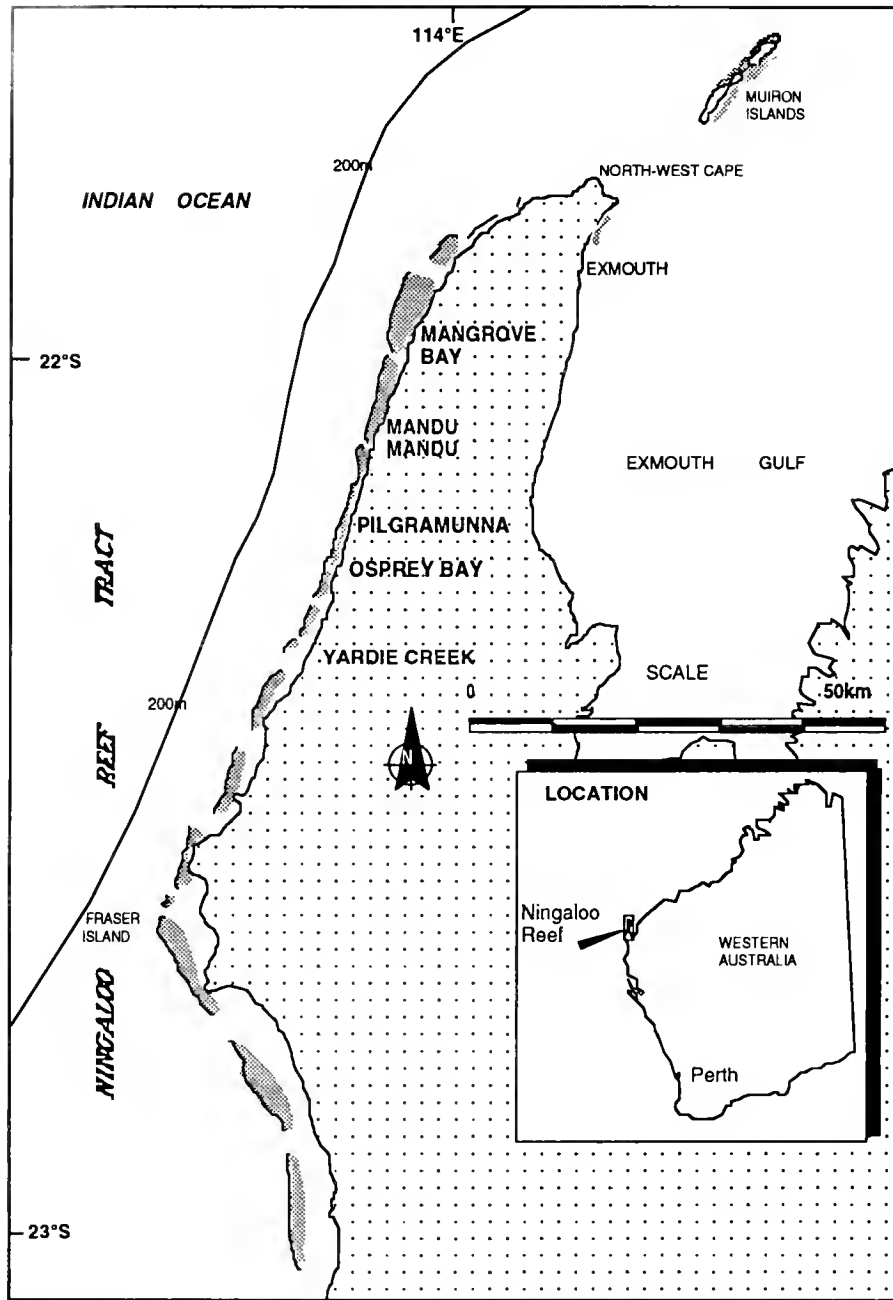 114°E
MUIRON
ISLANDS
200m
NORTH-WEST CAPE
INDIAN OCEAN
EXMOUTH
MANGROVE
BAY
22°S
MANDU
MANDU
EXMOUTH GULF
PILGRAMUNNA
OSPREY BAY
YARDIE CREEK
SCALE
0
50km
200m
N
NINGALOO REEF TRACT
LOCATION
FRASER
ISLAND
Ningaloo
Reef
WESTERN
AUSTRALIA
Perth
23°S